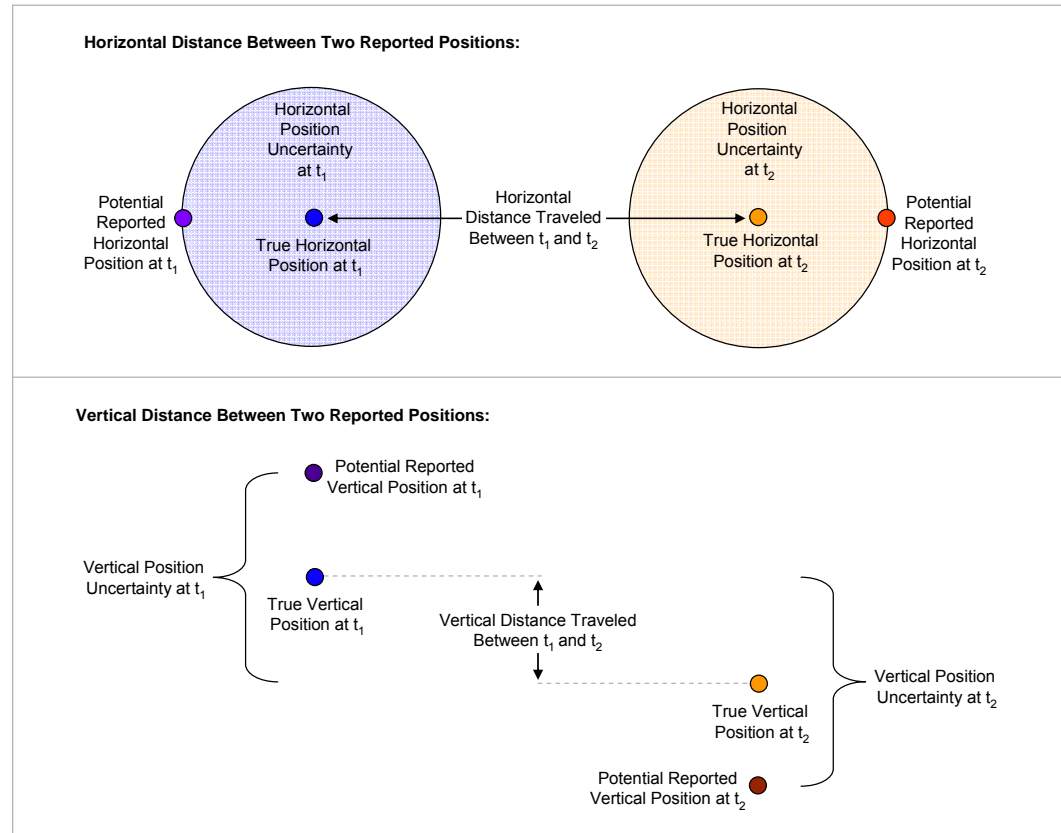 Horizontal Distance Between Two Reported Positions:
Horizontal
Position
Uncertainty
at t1
Horizontal
Position
Uncertainty
at t2
Potential
Reported
Horizontal
Position at t1
True Horizontal
Position at t1
Horizontal
Distance Traveled
Between t1 and t2
True Horizontal
Position at t2
Potential
Reported
Horizontal
Position at t2
Vertical Distance Between Two Reported Positions:
Potential Reported
Vertical Position at t1
Vertical Position
Uncertainty at t1
True Vertical
Position at t1
Vertical Distance Traveled
Between t1 and t2
Vertical Position
Uncertainty at t2
True Vertical
Position at t2
Potential Reported
Vertical Position at t2